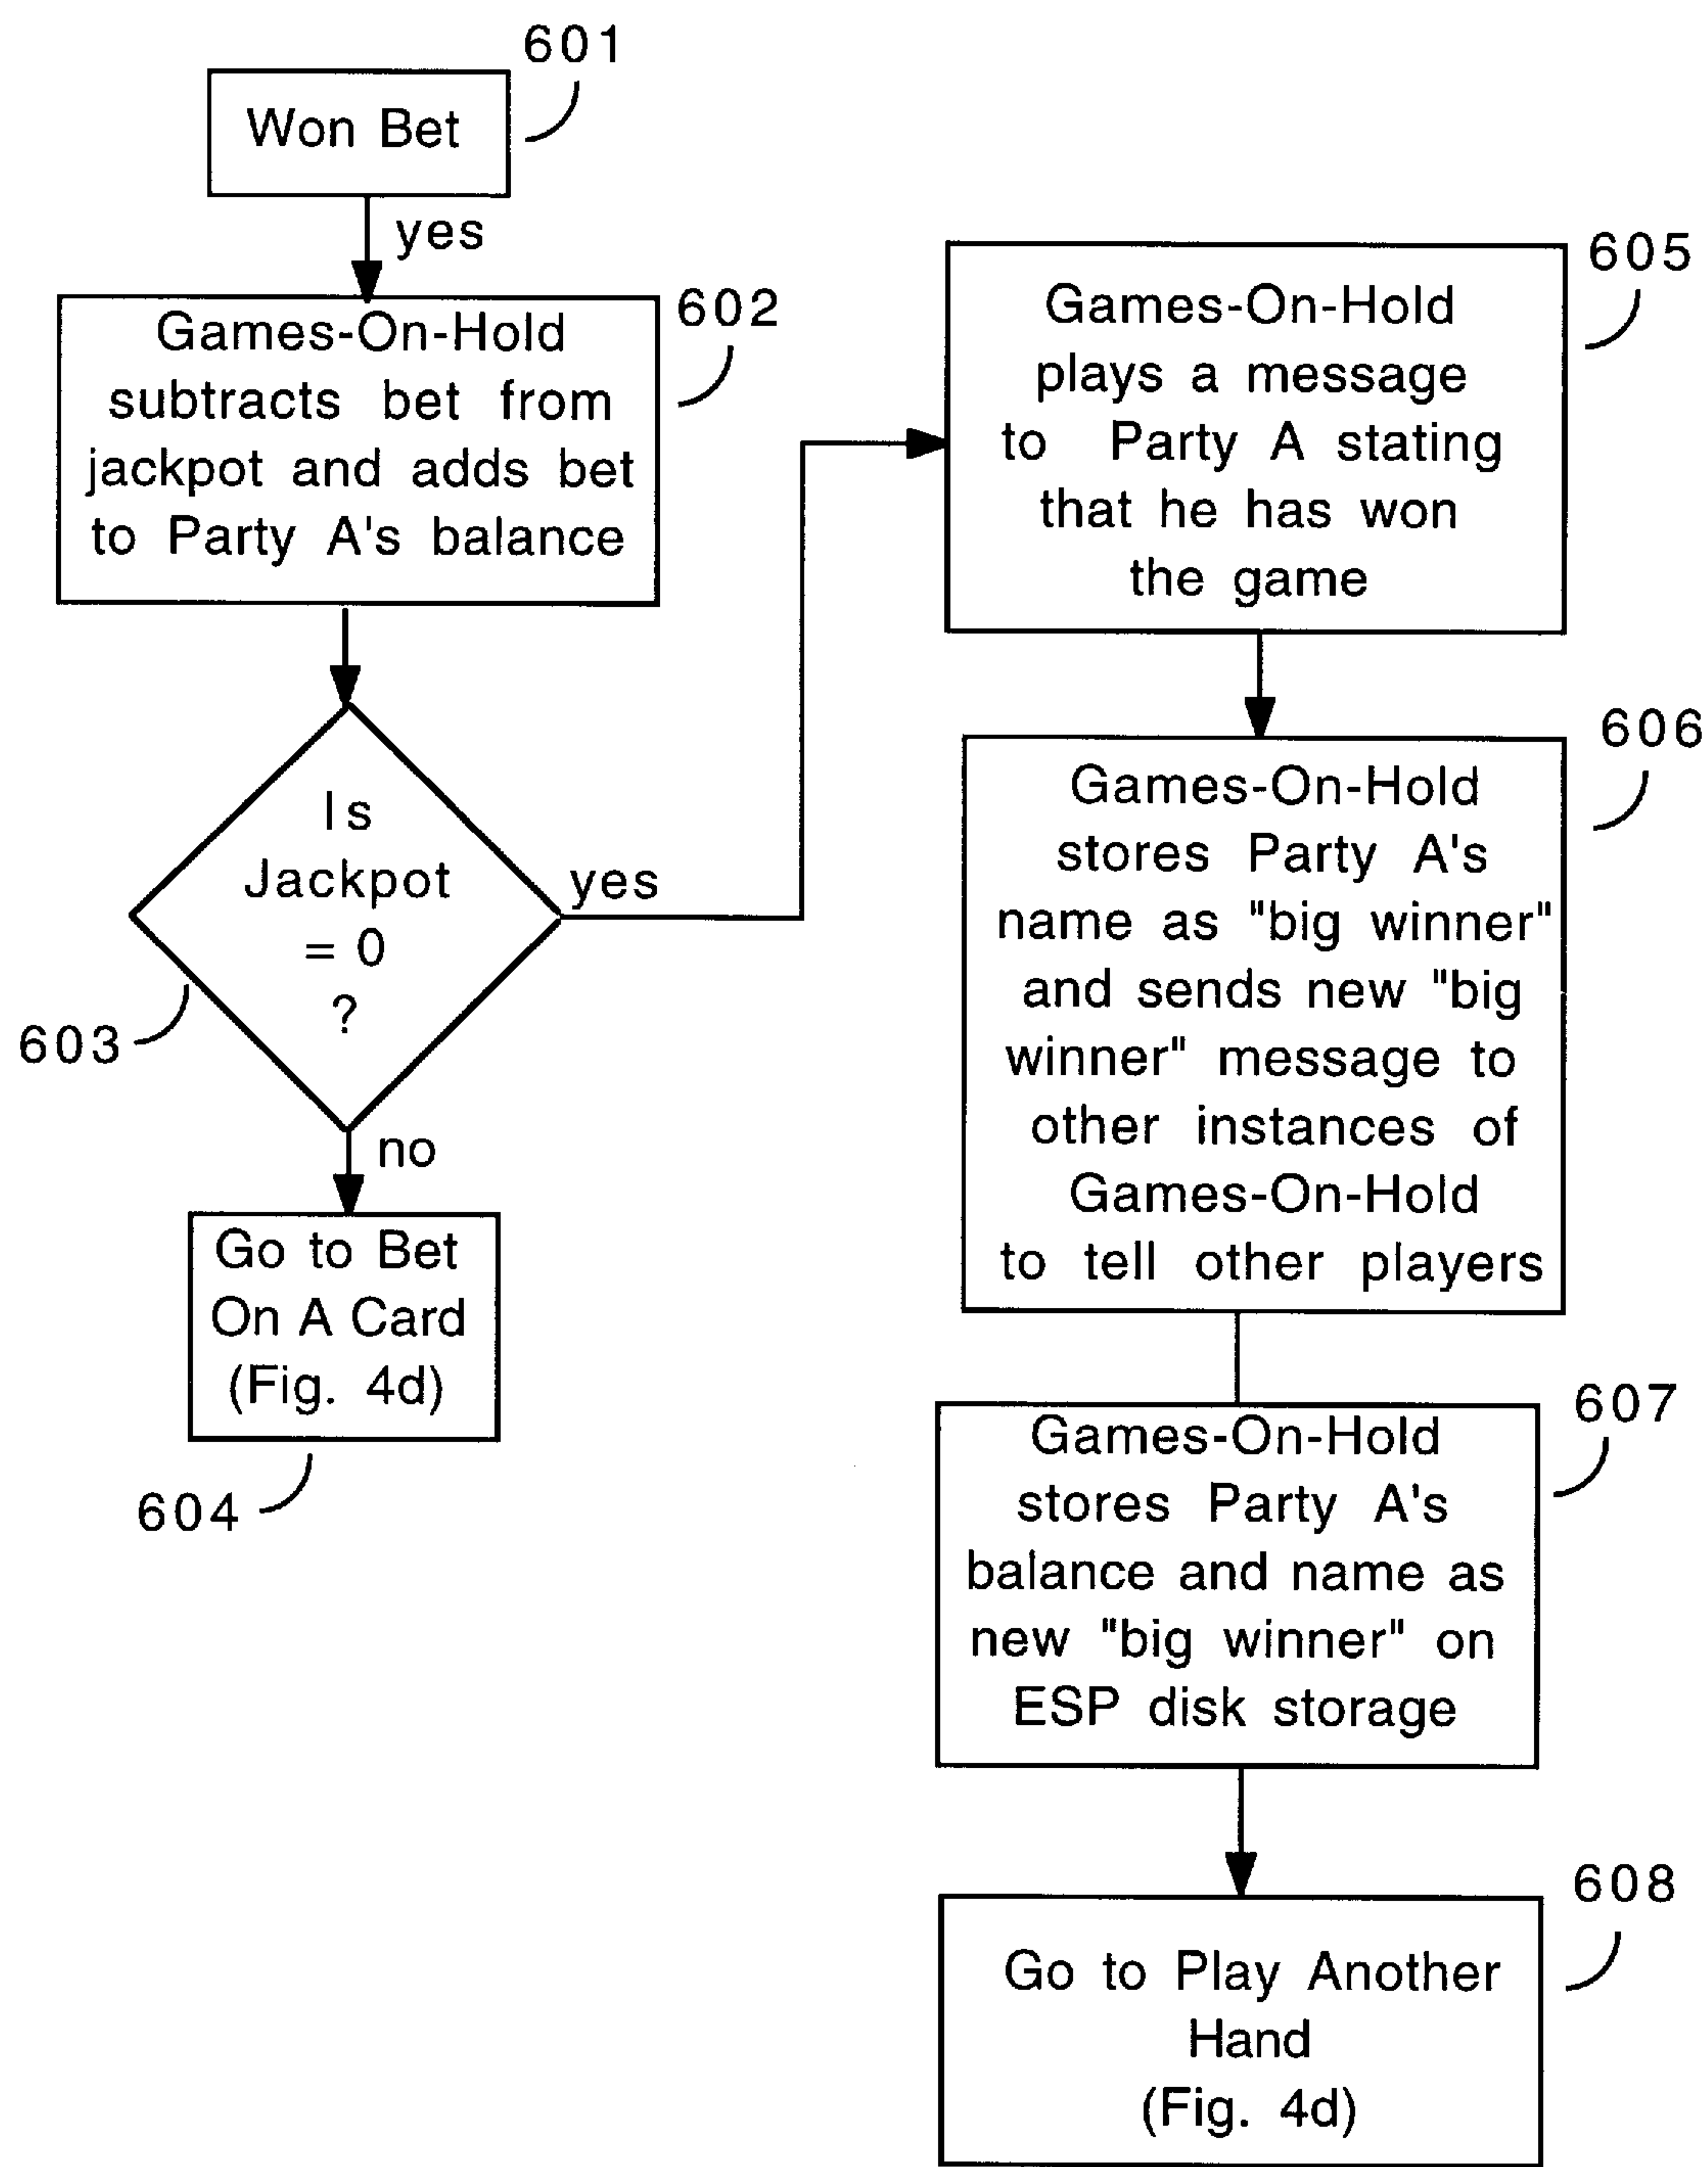 601
Won Bet
yes
602
Games-On-Hold
subtracts bet from
jackpot and adds bet
to Party A's balance
Is
Jackpot
= 0
?
yes
603
no
Go to Bet
On A Card
(Fig. 4d)
604
605
Games-On-Hold
plays a message
to Party A stating
that he has won
the game
606
Games-On-Hold
stores Party A's
name as "big winner"
and sends new "big
winner" message to
other instances of
Games-On-Hold
to tell other players
607
Games-On-Hold
stores Party A's
balance and name as
new "big winner" on
ESP disk storage
608
Go to Play Another
Hand
(Fig. 4d)